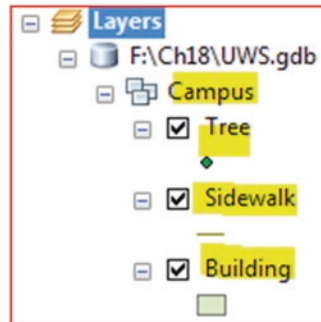 Layers
F:\Ch18\UWS.gdb
Campus
Tree
Sidewalk
Building